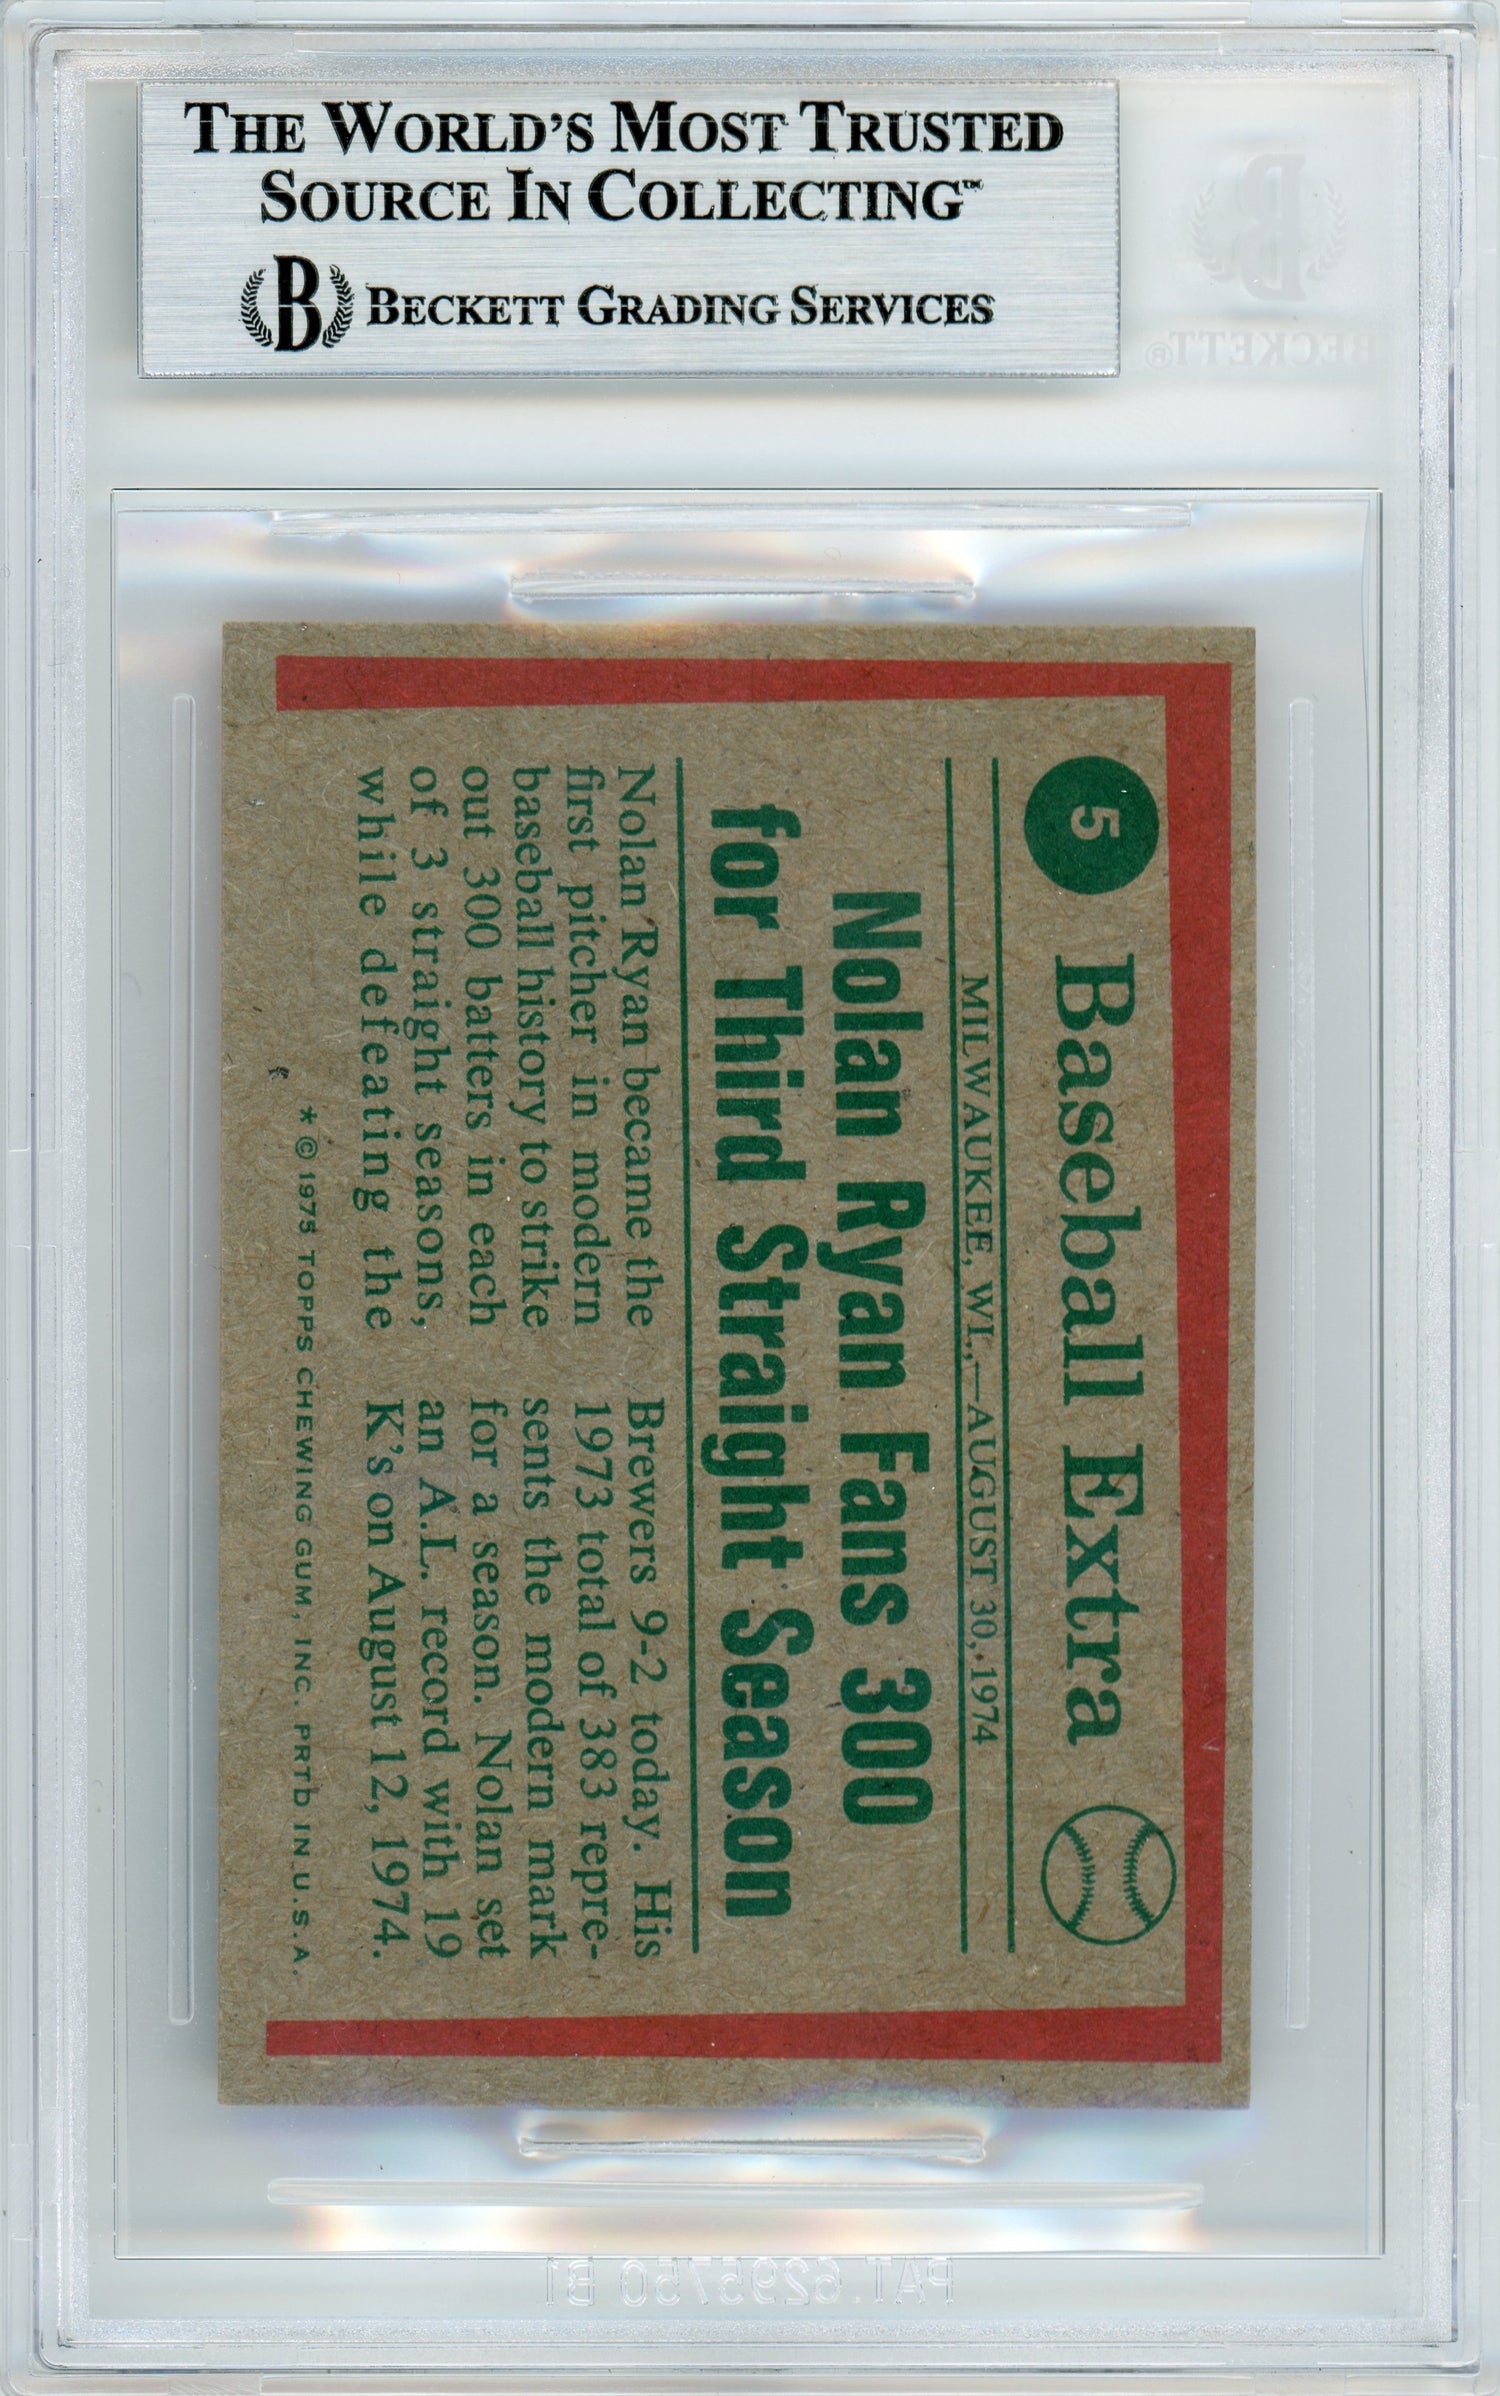 THE WORLD'S MOST TRUSTED
SOURCE IN COLLECTING™
B BECKETT GRADING SERVICES
B
BECKETT®
5 Baseball Extra
MILWAUKEE, WI.,—AUGUST 30, 1974
Nolan Ryan Fans 300
for Third Straight Season
Nolan Ryan became the
first pitcher in modern
baseball history to strike
out 300 batters in each
of 3 straight seasons,
while defeating the
Brewers 9-2 today. His
1973 total of 383 repre-
sents the modern mark
for a season. Nolan set
an A.L. record with 19
K's on August 12, 1974.
* © 1975 TOPPS CHEWING GUM, INC. PRTD IN U.S.A.
PAT. 6295750 B1